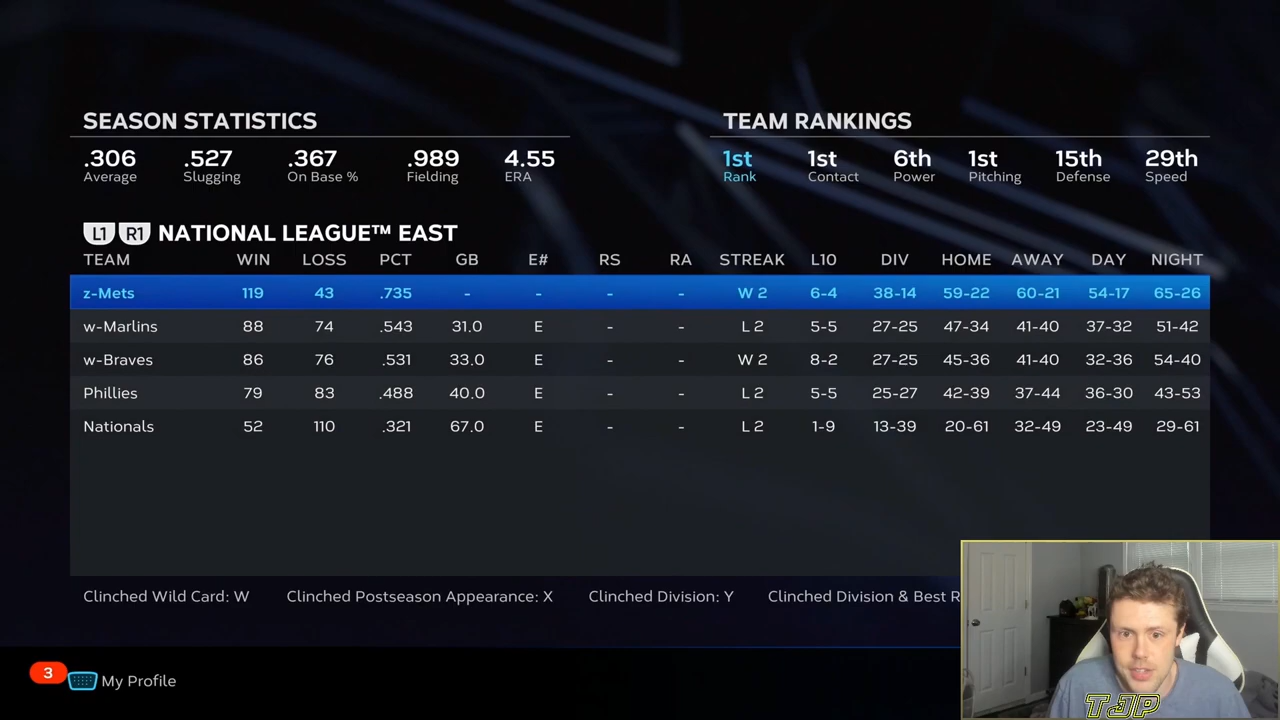 SEASON STATISTICS
.306 .527 .367 .989 4.55
Average Slugging On Base % Fielding ERA
TEAM RANKINGS
1st 1st 6th 1st 15th 29th
Rank Contact Power Pitching Defense Speed
L1 R1 NATIONAL LEAGUE™ EAST
TEAM WIN LOSS PCT GB E# RS RA STREAK L10 DIV HOME AWAY DAY NIGHT
z-Mets 119 43 .735 - - - - W 2 6-4 38-14 59-22 60-21 54-17 65-26
w-Marlins 88 74 .543 31.0 E - - L 2 5-5 27-25 47-34 41-40 37-32 51-42
w-Braves 86 76 .531 33.0 E - - W 2 8-2 27-25 45-36 41-40 32-36 54-40
Phillies 79 83 .488 40.0 E - - L 2 5-5 25-27 42-39 37-44 36-30 43-53
Nationals 52 110 .321 67.0 E - - L 2 1-9 13-39 20-61 32-49 23-49 29-61
Clinched Wild Card: W Clinched Postseason Appearance: X Clinched Division: Y Clinched Division & Best R
3 My Profile
TJP